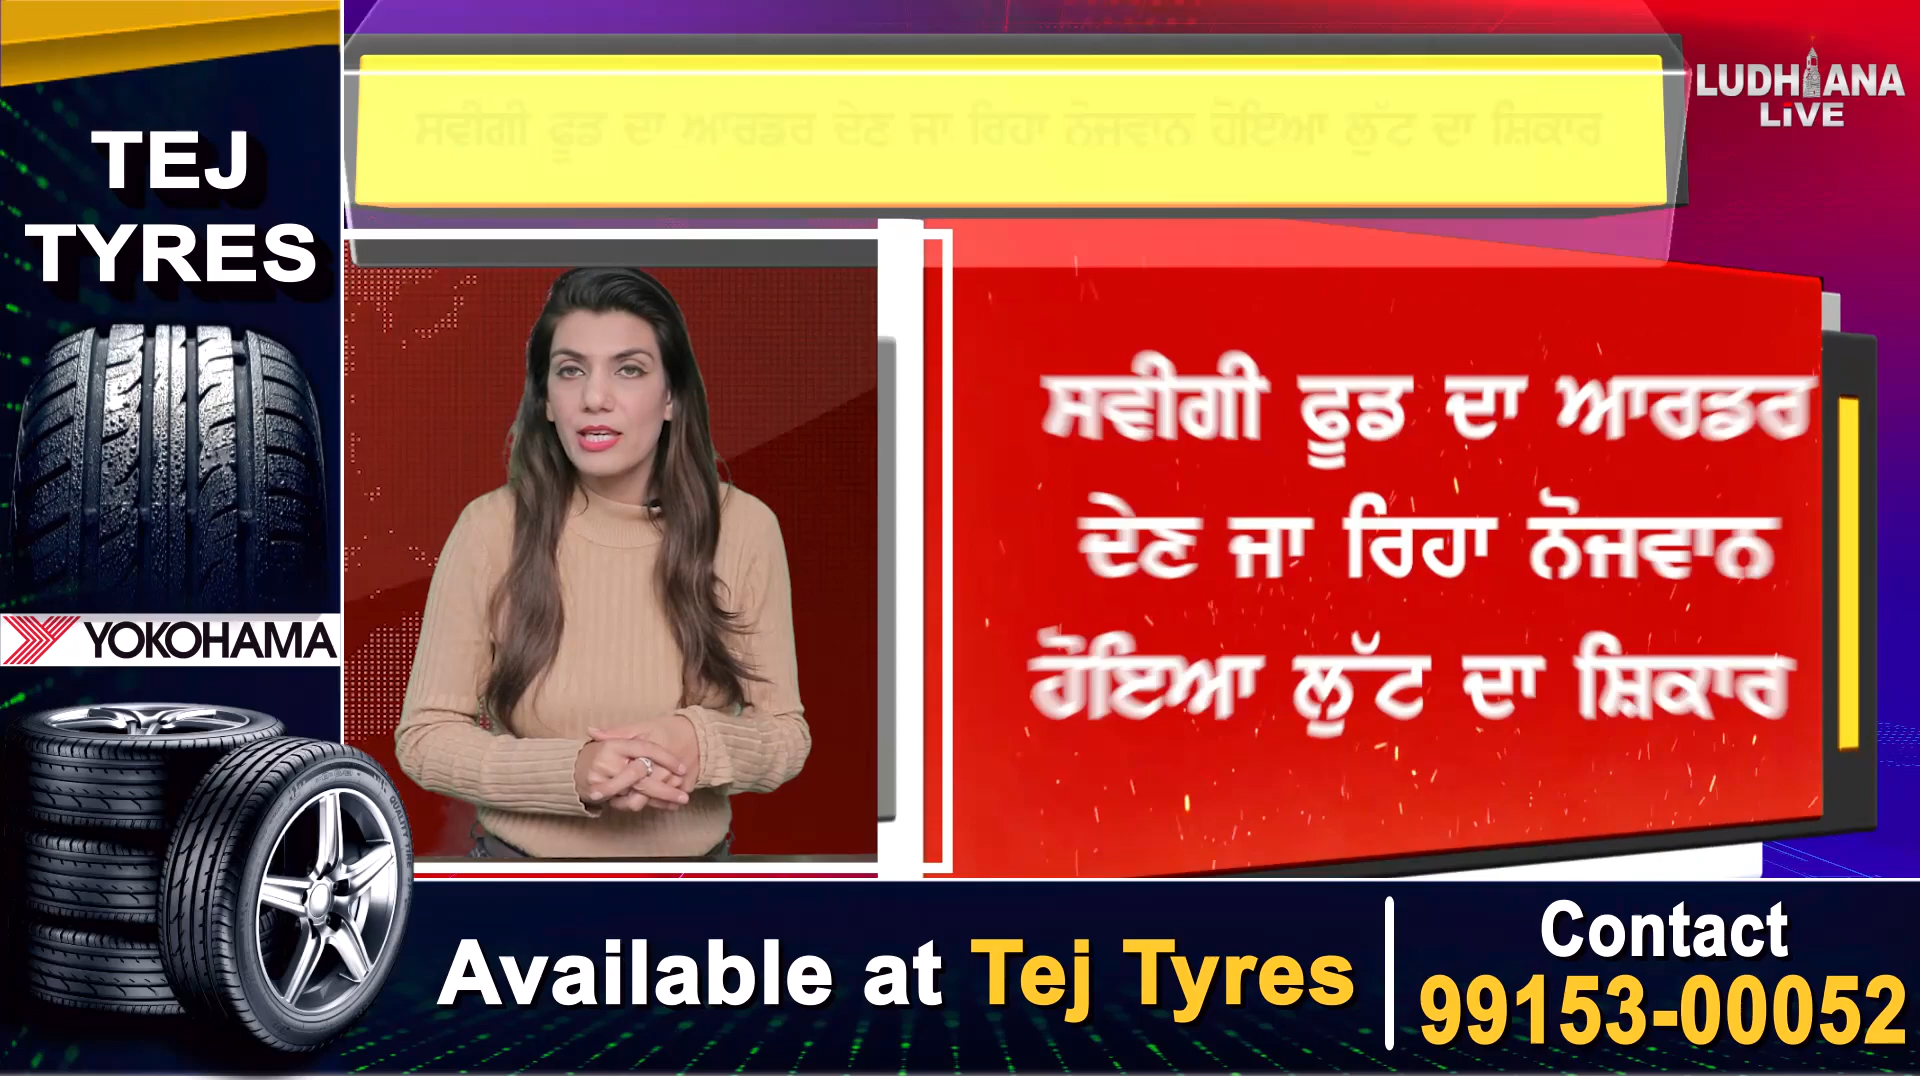 TEJ
TYRES
YOKOHAMA
ਸਵੀਗੀ ਫੂਡ ਦਾ ਆਰਡਰ ਦੇਣ ਜਾ ਰਿਹਾ ਨੋਜਵਾਨ ਹੋਇਆ ਲੁੱਟ ਦਾ ਸ਼ਿਕਾਰ
LUDHIANA
LiVE
ਸਵੀਗੀ ਫੂਡ ਦਾ ਆਰਡਰ
ਦੇਣ ਜਾ ਰਿਹਾ ਨੋਜਵਾਨ
ਹੋਇਆ ਲੁੱਟ ਦਾ ਸ਼ਿਕਾਰ
Available at Tej Tyres
Contact
99153-00052